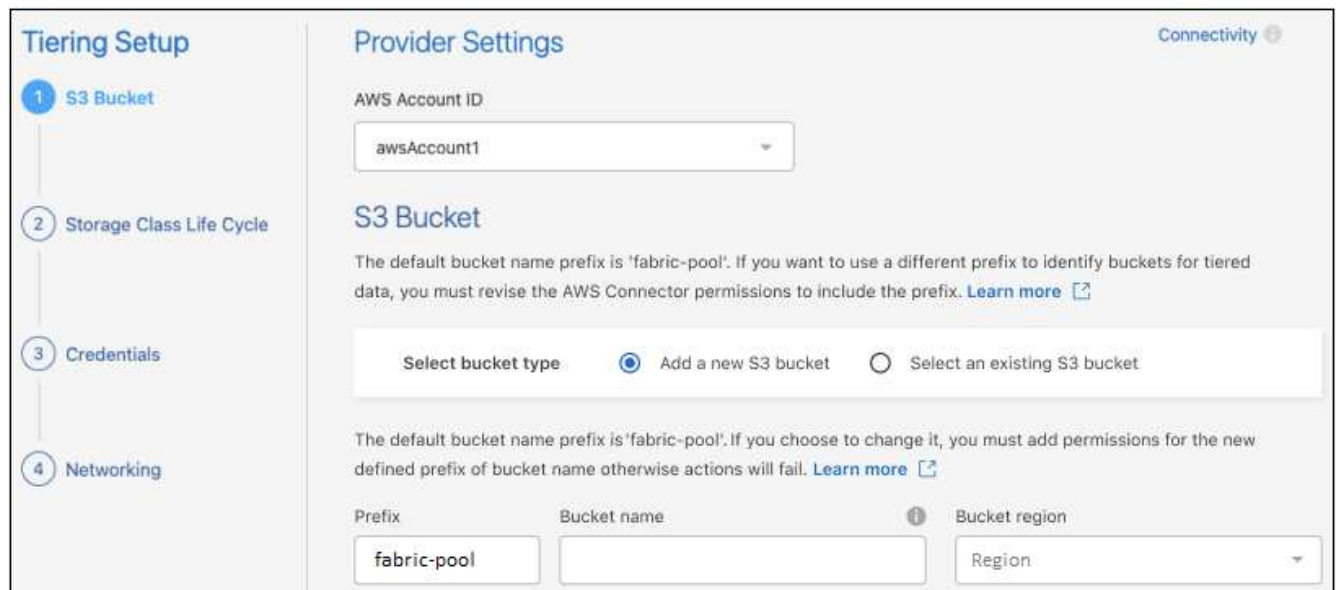 Tiering Setup
1 S3 Bucket
2 Storage Class Life Cycle
3 Credentials
4 Networking
Provider Settings
Connectivity i
AWS Account ID
awsAccount1
S3 Bucket
The default bucket name prefix is 'fabric-pool'. If you want to use a different prefix to identify buckets for tiered
data, you must revise the AWS Connector permissions to include the prefix. Learn more
Select bucket type Add a new S3 bucket Select an existing S3 bucket
The default bucket name prefix is 'fabric-pool'. If you choose to change it, you must add permissions for the new
defined prefix of bucket name otherwise actions will fail. Learn more
Prefix Bucket name i Bucket region
fabric-pool Region